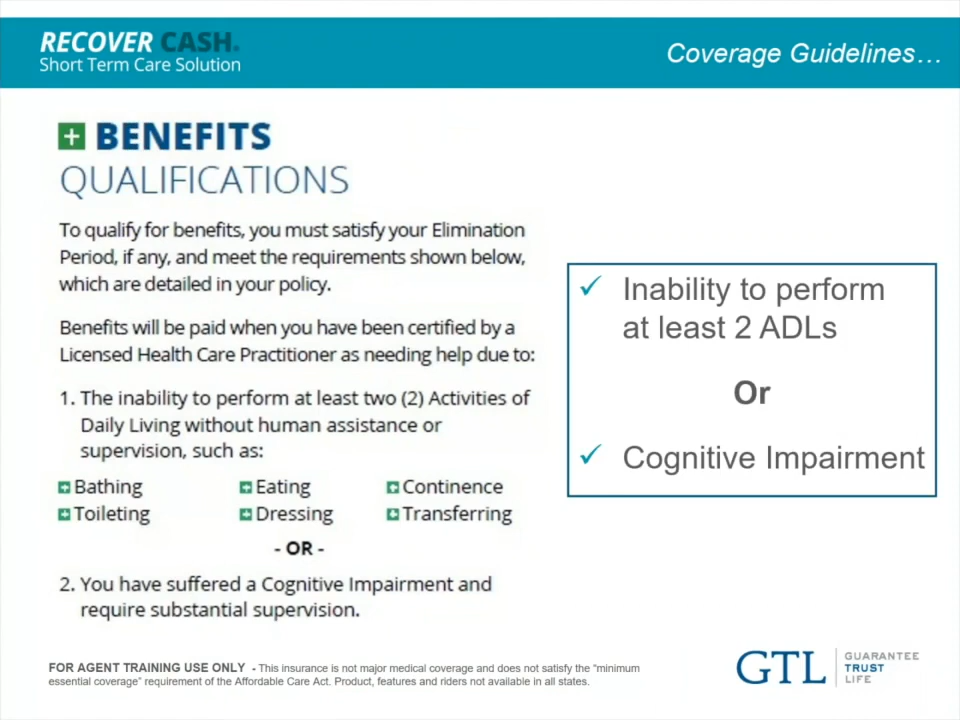 RECOVER CASH®
Short Term Care Solution
Coverage Guidelines…
BENEFITS
QUALIFICATIONS
To qualify for benefits, you must satisfy your Elimination
Period, if any, and meet the requirements shown below,
which are detailed in your policy.
Benefits will be paid when you have been certified by a
Licensed Health Care Practitioner as needing help due to:
1. The inability to perform at least two (2) Activities of
Daily Living without human assistance or
supervision, such as:
Bathing Eating Continence
Toileting Dressing Transferring
- OR -
2. You have suffered a Cognitive Impairment and
require substantial supervision.
✓ Inability to perform
at least 2 ADLs
Or
✓ Cognitive Impairment
FOR AGENT TRAINING USE ONLY - This insurance is not major medical coverage and does not satisfy the “minimum
essential coverage” requirement of the Affordable Care Act. Product, features and riders not available in all states.
GTL
GUARANTEE
TRUST
LIFE